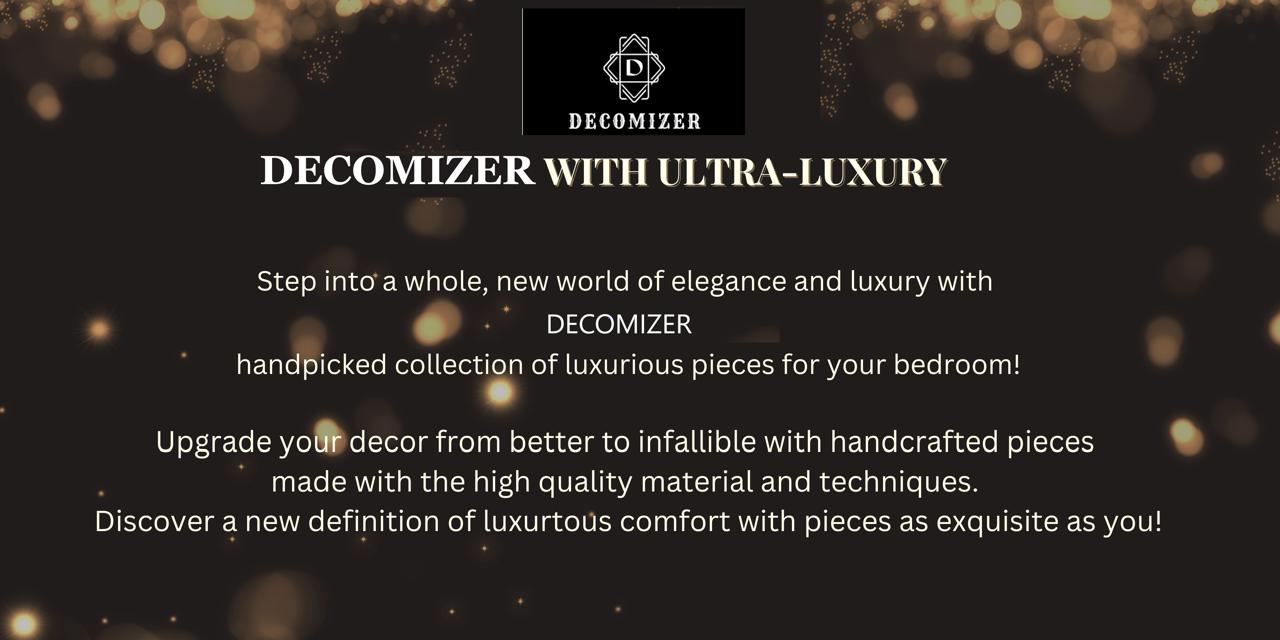 D
DECOMIZER
DECOMIZER WITH ULTRA-LUXURY
Step into a whole, new world of elegance and luxury with
DECOMIZER
handpicked collection of luxurious pieces for your bedroom!
Upgrade your decor from better to infallible with handcrafted pieces
made with the high quality material and techniques.
Discover a new definition of luxurtous comfort with pieces as exquisite as you!